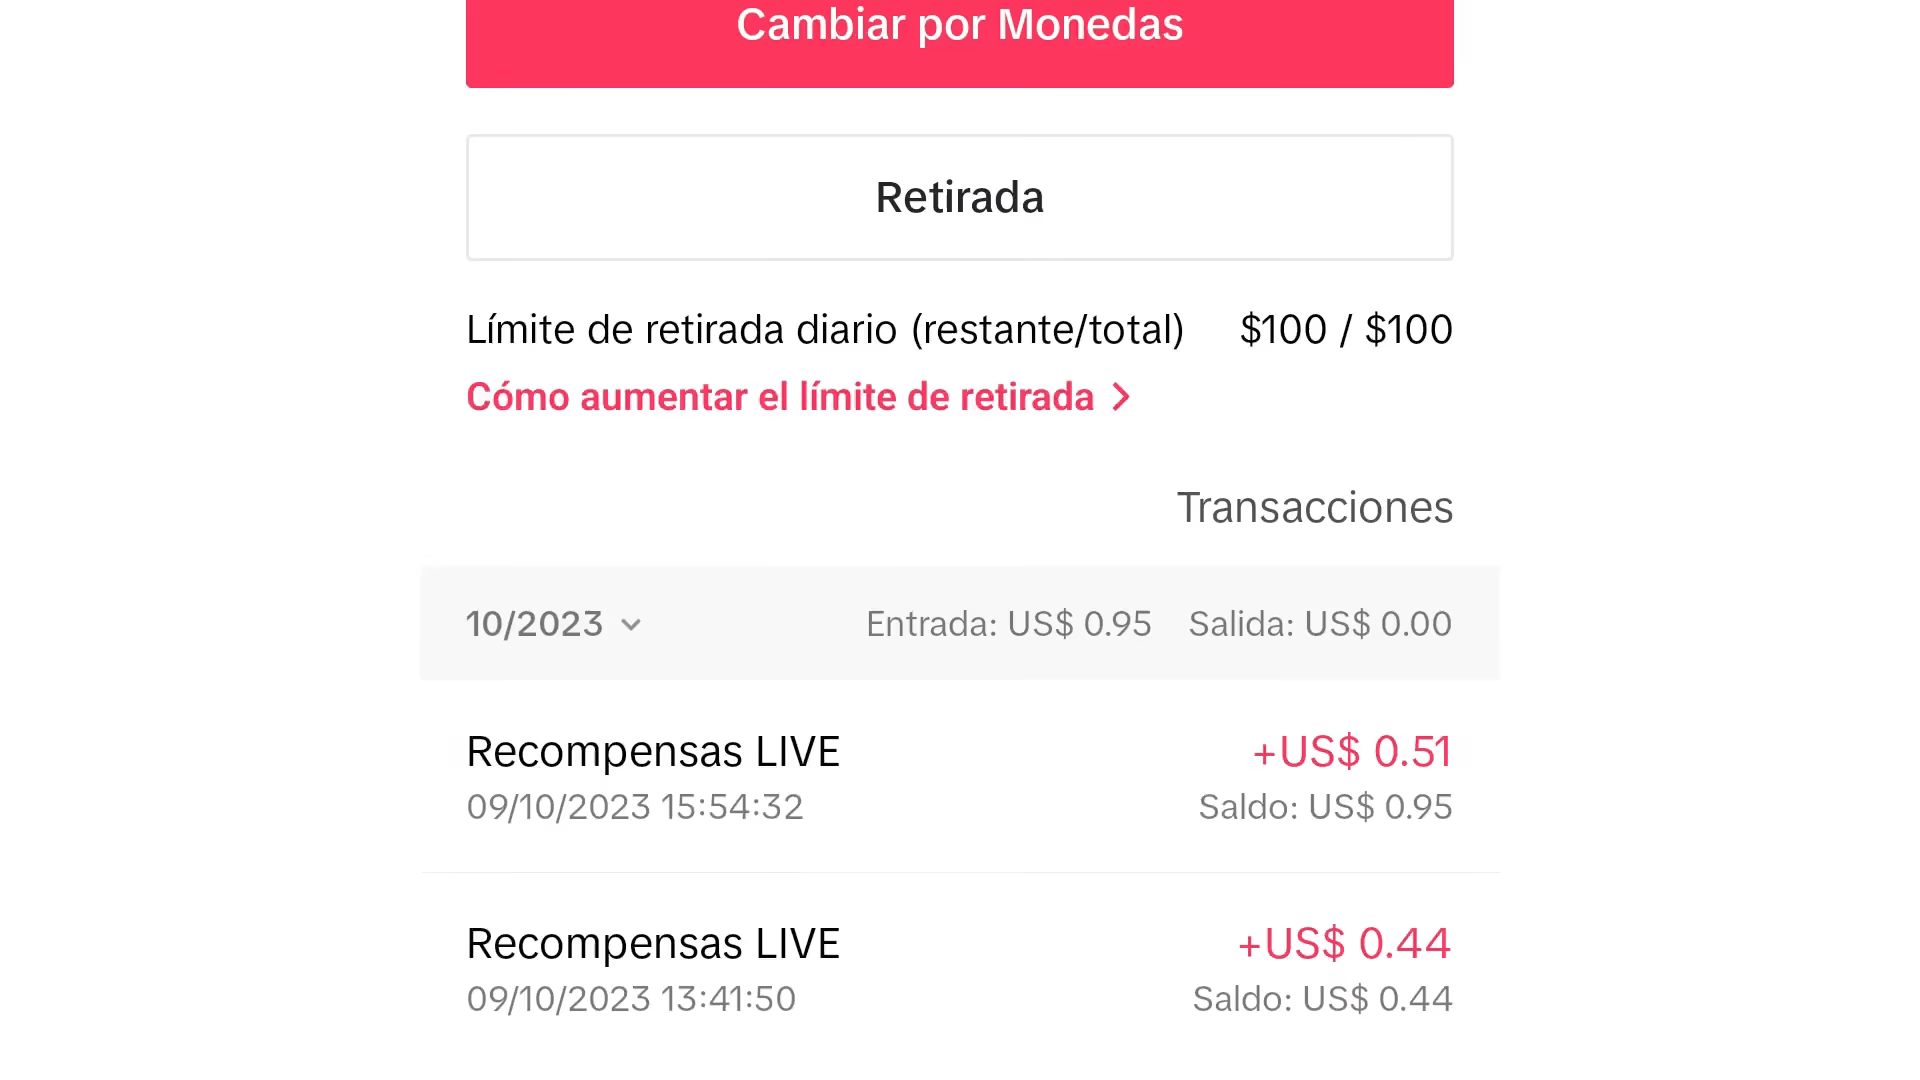 Cambiar por Monedas
Retirada
Límite de retirada diario (restante/total) $100 / $100
Cómo aumentar el límite de retirada
Transacciones
10/2023 Entrada: US$ 0.95 Salida: US$ 0.00
Recompensas LIVE +US$ 0.51
09/10/2023 15:54:32 Saldo: US$ 0.95
Recompensas LIVE +US$ 0.44
09/10/2023 13:41:50 Saldo: US$ 0.44